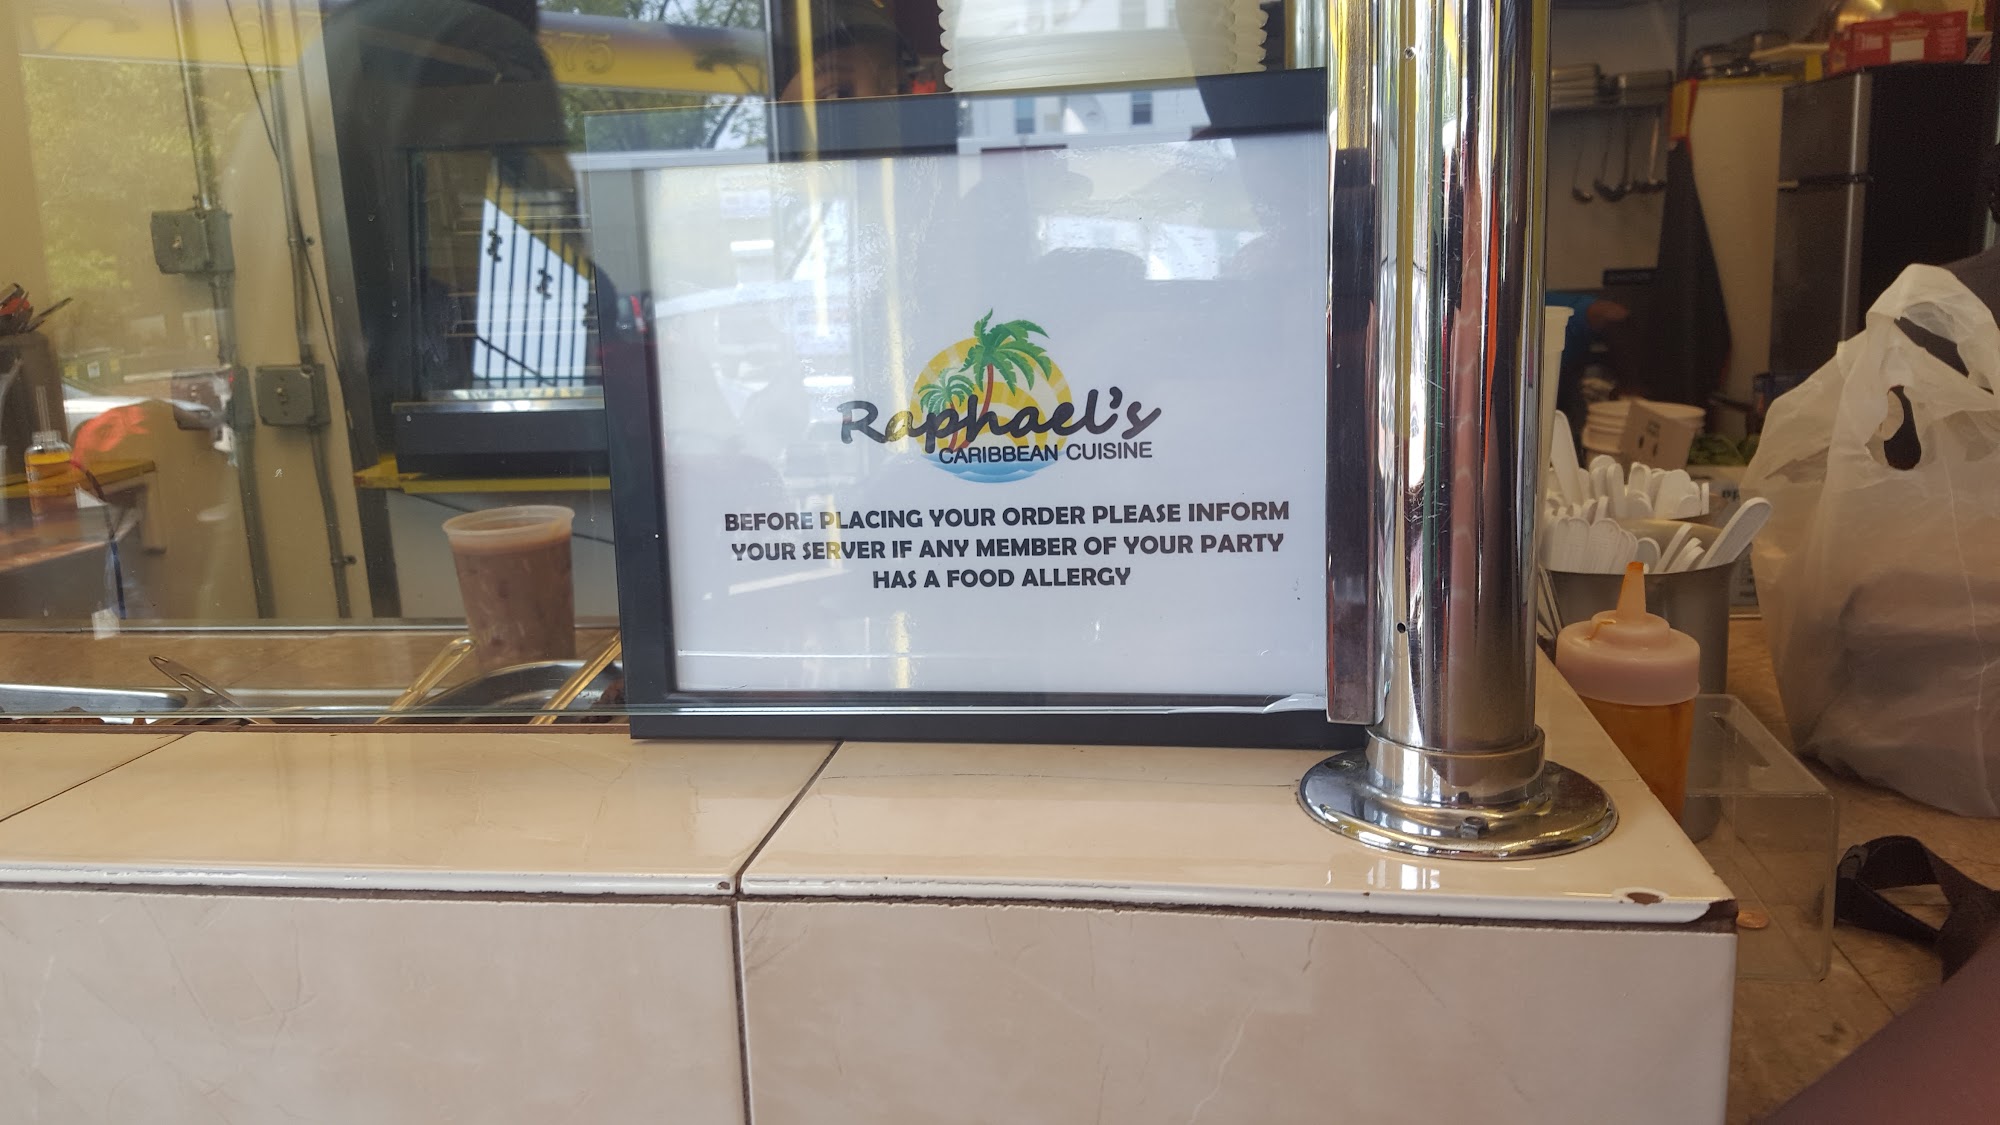 575
Raphael's
CARIBBEAN CUISINE
BEFORE PLACING YOUR ORDER PLEASE INFORM
YOUR SERVER IF ANY MEMBER OF YOUR PARTY
HAS A FOOD ALLERGY